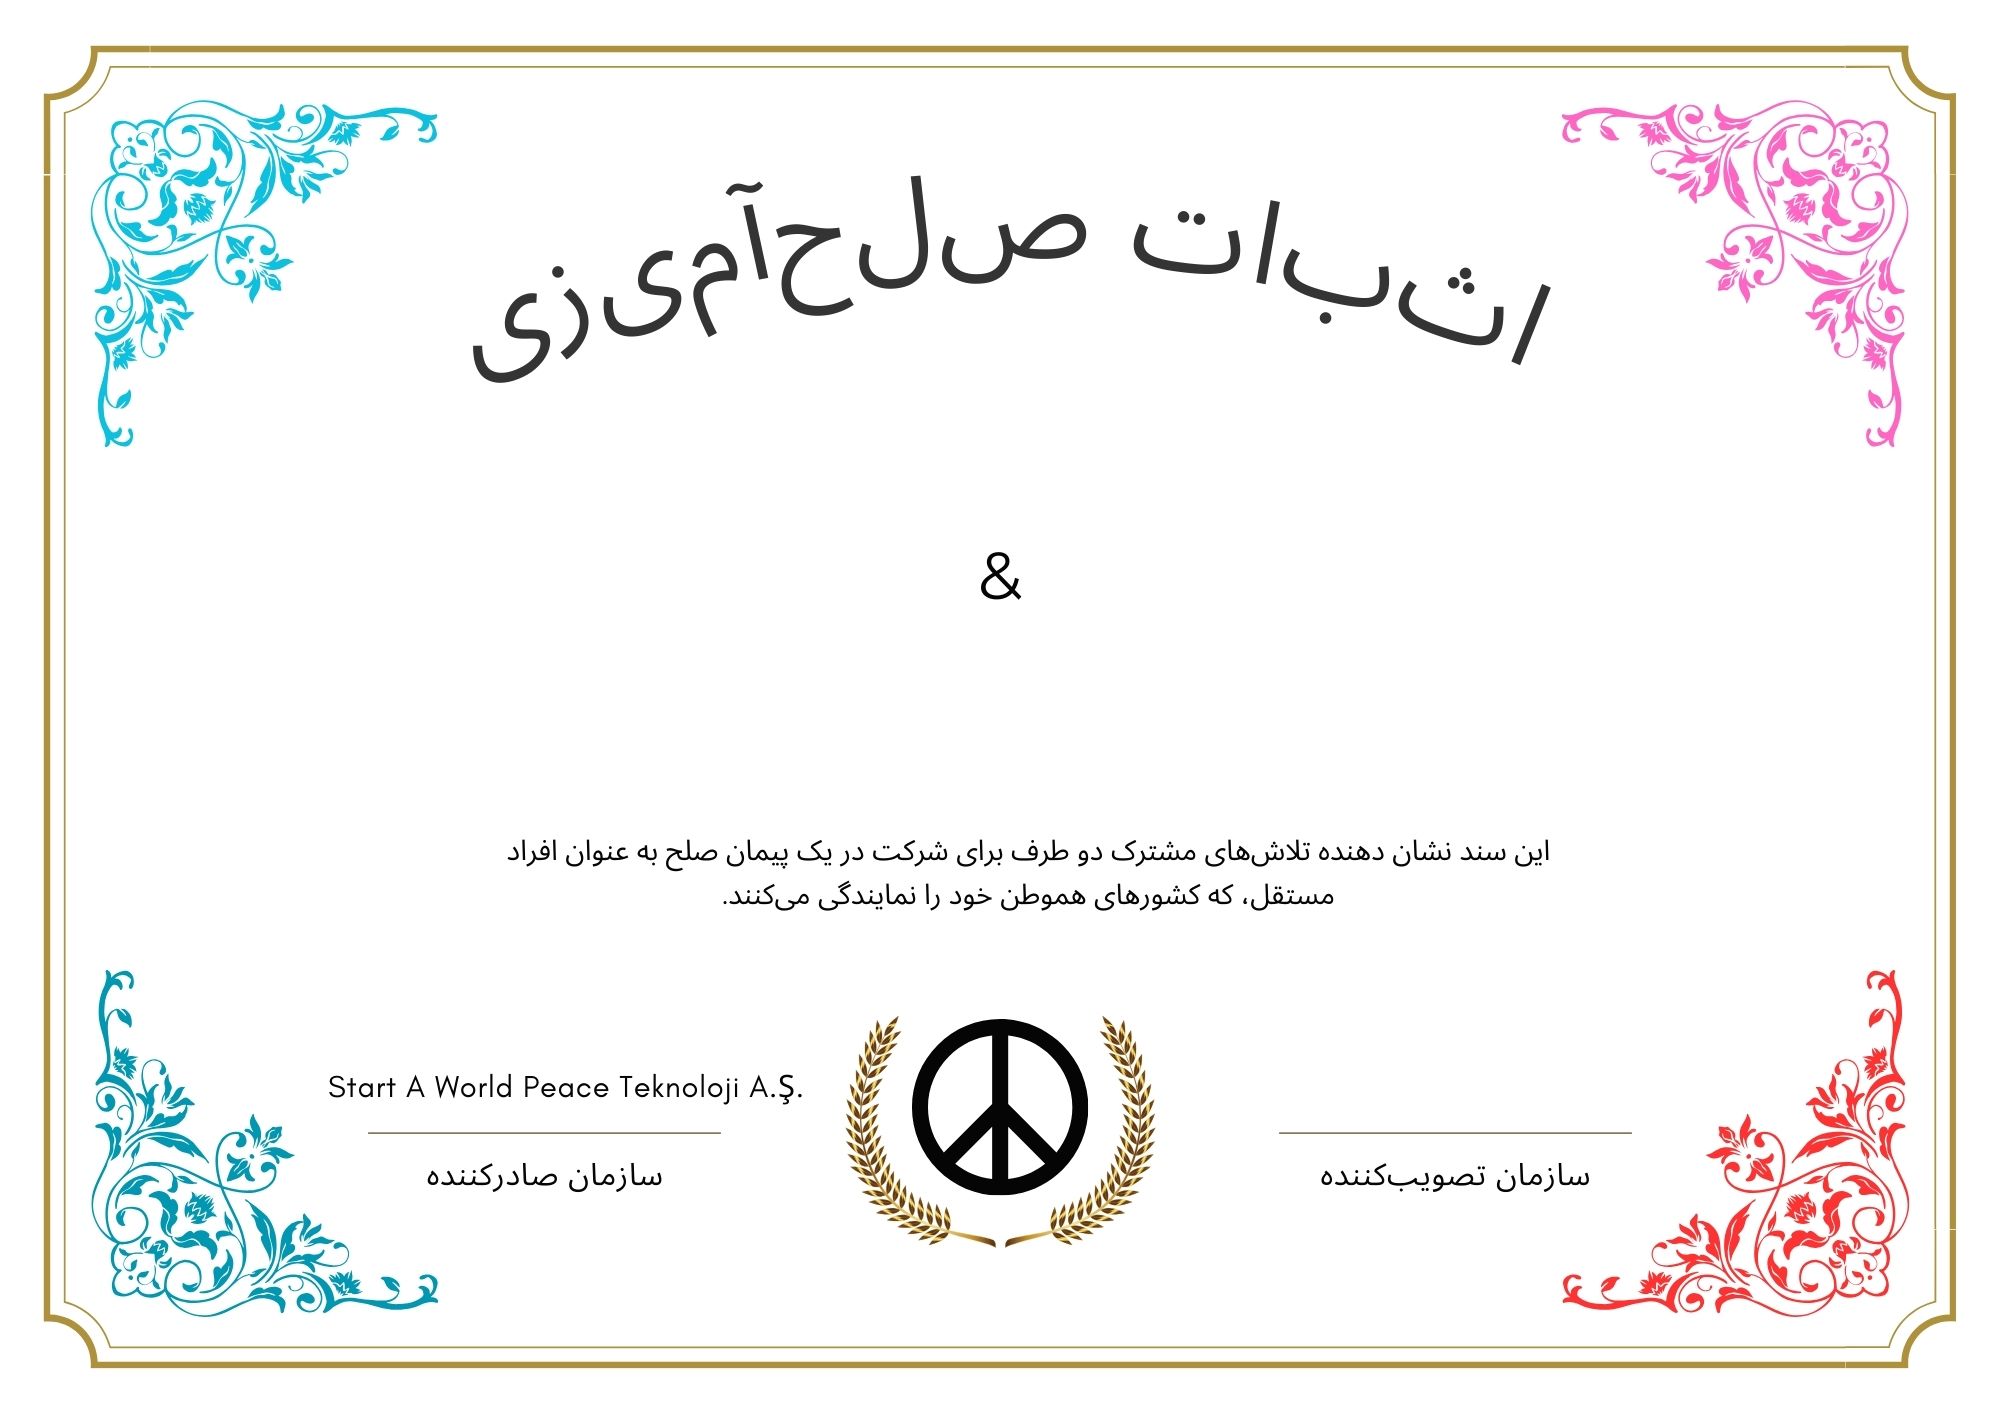 اثبات صلح‌آمیزی
&
این سند نشان دهنده تلاش‌های مشترک دو طرف برای شرکت در یک پیمان صلح به عنوان افراد
مستقل، که کشورهای هموطن خود را نمایندگی می‌کنند.
Start A World Peace Teknoloji A.Ş.
سازمان صادرکننده
سازمان تصویب‌کننده